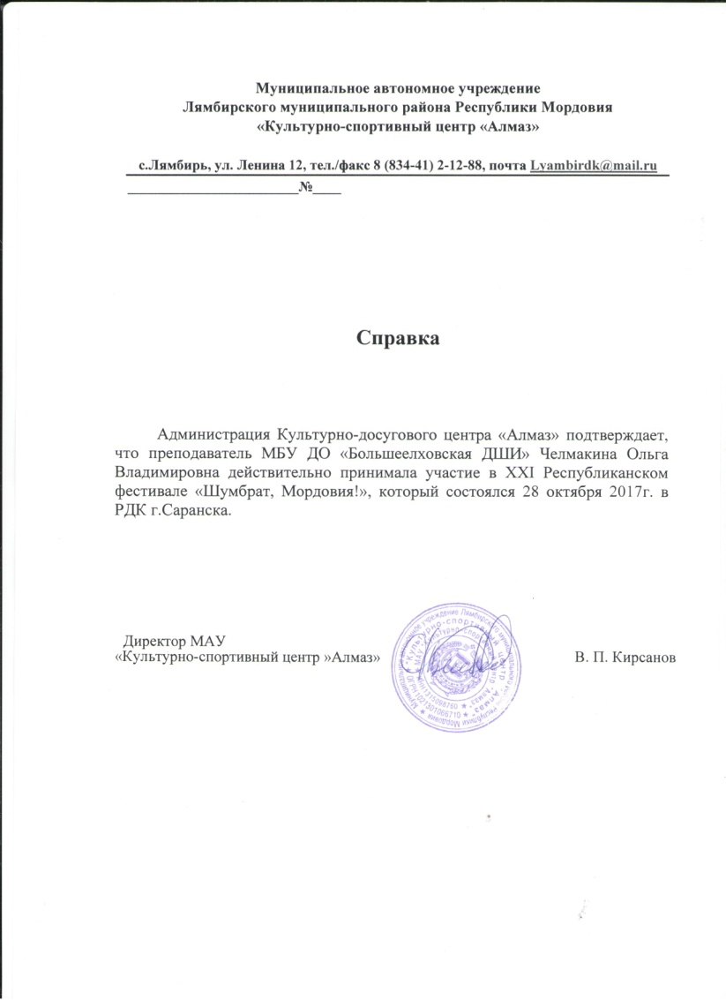 Муниципальное автономное учреждение
Лямбирского муниципального района Республики Мордовия
«Культурно-спортивный центр «Алмаз»
с.Лямбирь, ул. Ленина 12, тел./факс 8 (834-41) 2-12-88, почта Lyambirdk@mail.ru
________________________№____
Справка
Администрация Культурно-досугового центра «Алмаз» подтверждает,
что преподаватель МБУ ДО «Большеелховская ДШИ» Челмакина Ольга
Владимировна действительно принимала участие в XXI Республиканском
фестивале «Шумбрат, Мордовия!», который состоялся 28 октября 2017г. в
РДК г.Саранска.
Директор МАУ
«Культурно-спортивный центр »Алмаз»
В. П. Кирсанов